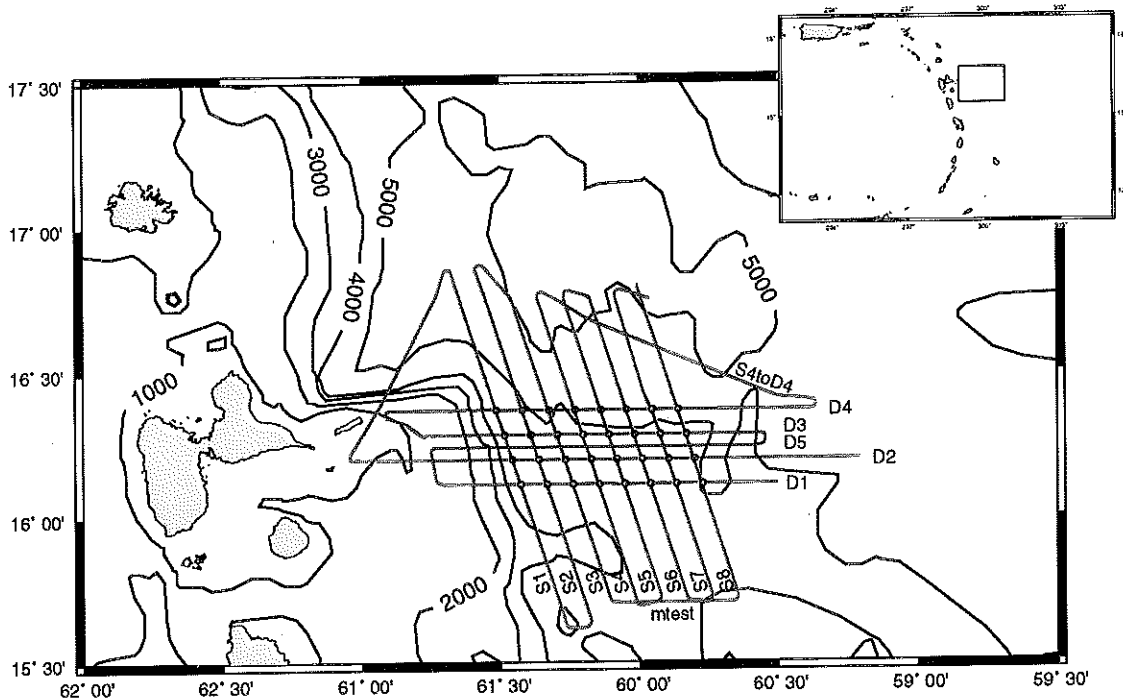 17° 30'
17° 00'
16° 30'
16° 00'
15° 30'
62° 00'
62° 30'
61° 00'
61° 30'
60° 00'
60° 30'
59° 00'
59° 30'
3000
5000
4000
5000
1000
2000
S4toD4
D4
D3
D5
D2
D1
S1
S2
S3
S4
S5
S6
S7
S8
mtest